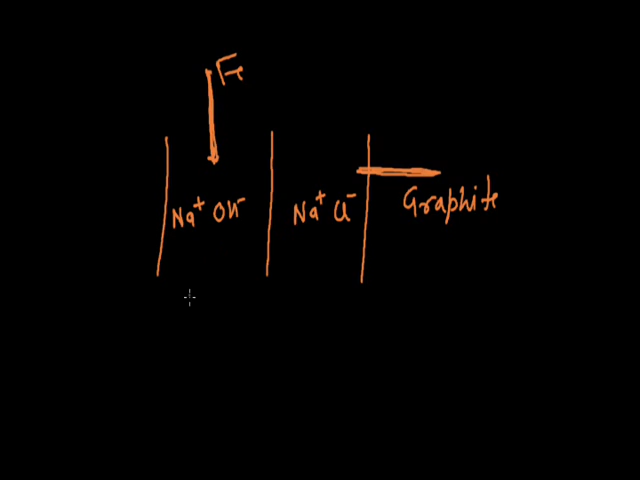 Fe
Na⁺ OH⁻
Na⁺ Cl⁻
Graphite